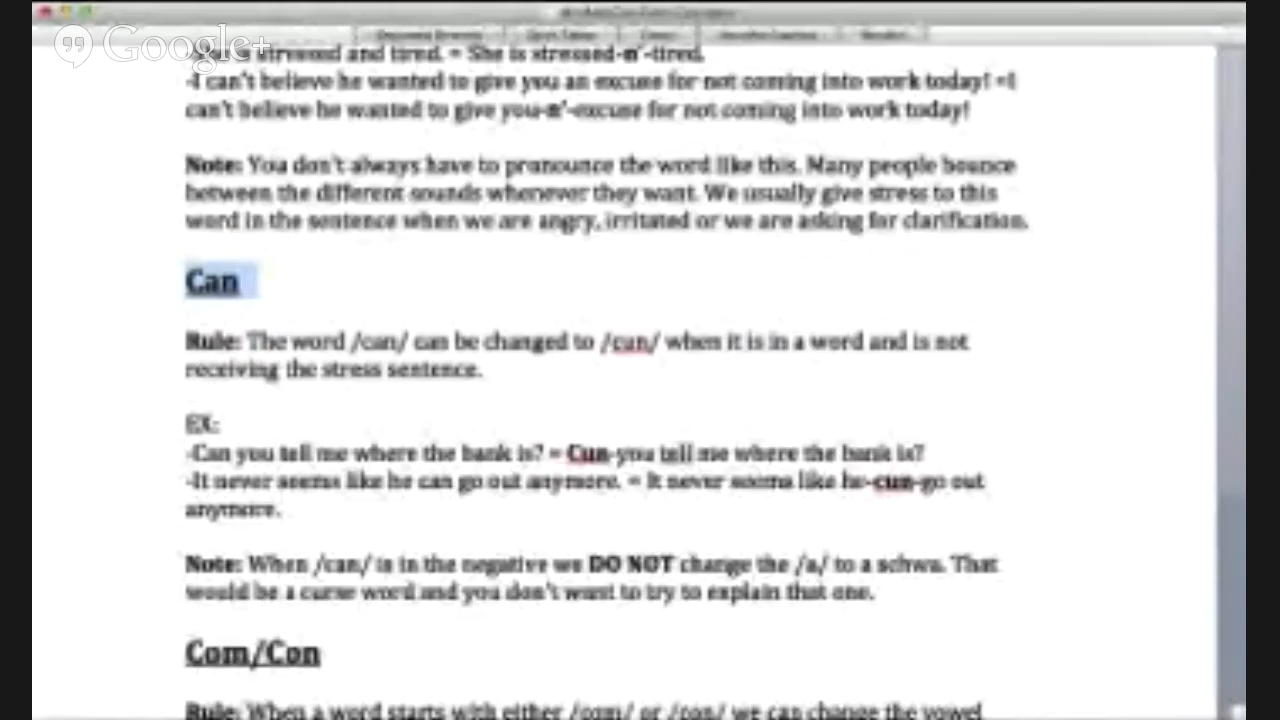 Google+
stressed and tired. = She is stressed-n'-tired.
-I can't believe he wanted to give you an excuse for not coming into work today! =I
can't believe he wanted to give you-n'-excuse for not coming into work today!
Note: You don't always have to pronounce the word like this. Many people bounce
between the different sounds whenever they want. We usually give stress to this
word in the sentence when we are angry, irritated or we are asking for clarification.
Can
Rule: The word /can/ can be changed to /cun/ when it is in a word and is not
receiving the stress sentence.
EX:
-Can you tell me where the bank is? = Cun-you tell me where the bank is?
-It never seems like he can go out anymore. = It never seems like he-cun-go out
anymore.
Note: When /can/ is in the negative we DO NOT change the /a/ to a schwa. That
would be a curse word and you don't want to try to explain that one.
Com/Con
Rule: When a word starts with either /com/ or /con/ we can change the vowel